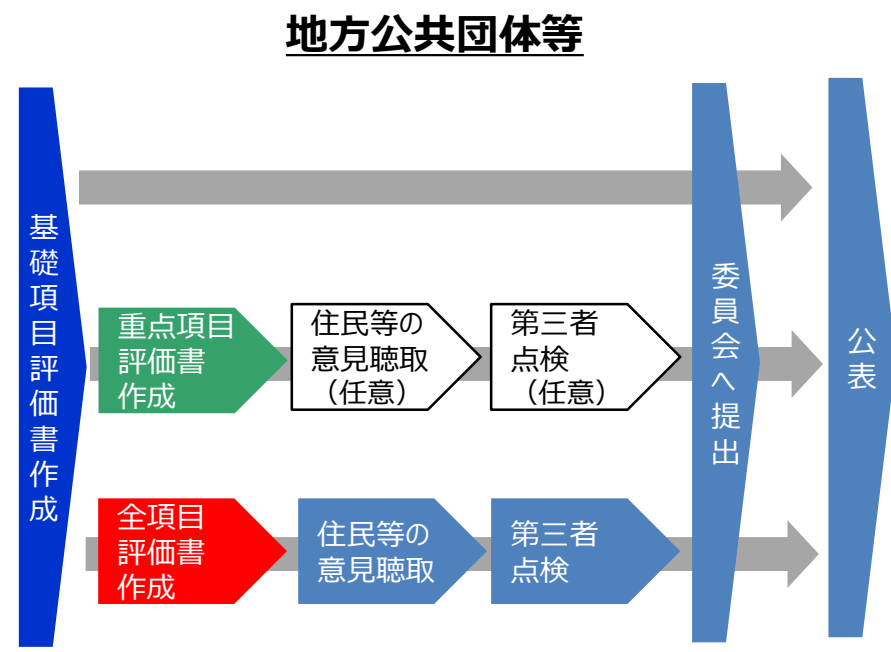 地方公共団体等
基礎項目評価書作成
重点項目
評価書
作成
住民等の
意見聴取
（任意）
第三者
点検
（任意）
全項目
評価書
作成
住民等の
意見聴取
第三者
点検
委員会へ提出
公表